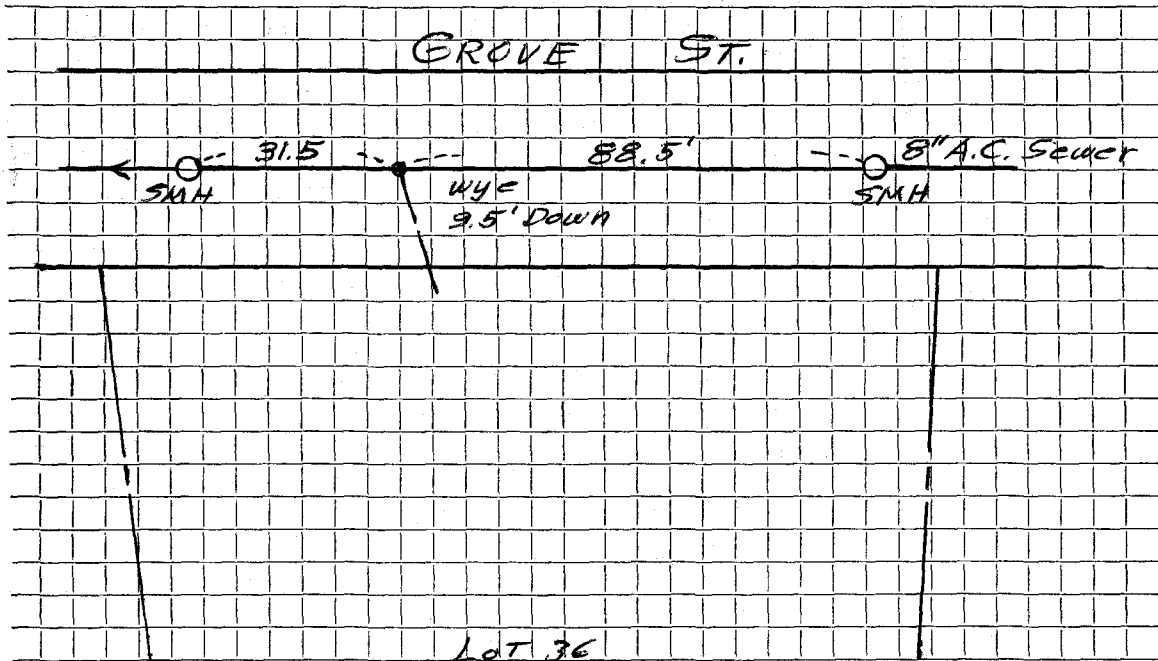 GROVE ST.
31.5 88.5' 8" A.C. Sewer
SMH wye SMH
9.5' Down
LOT 36